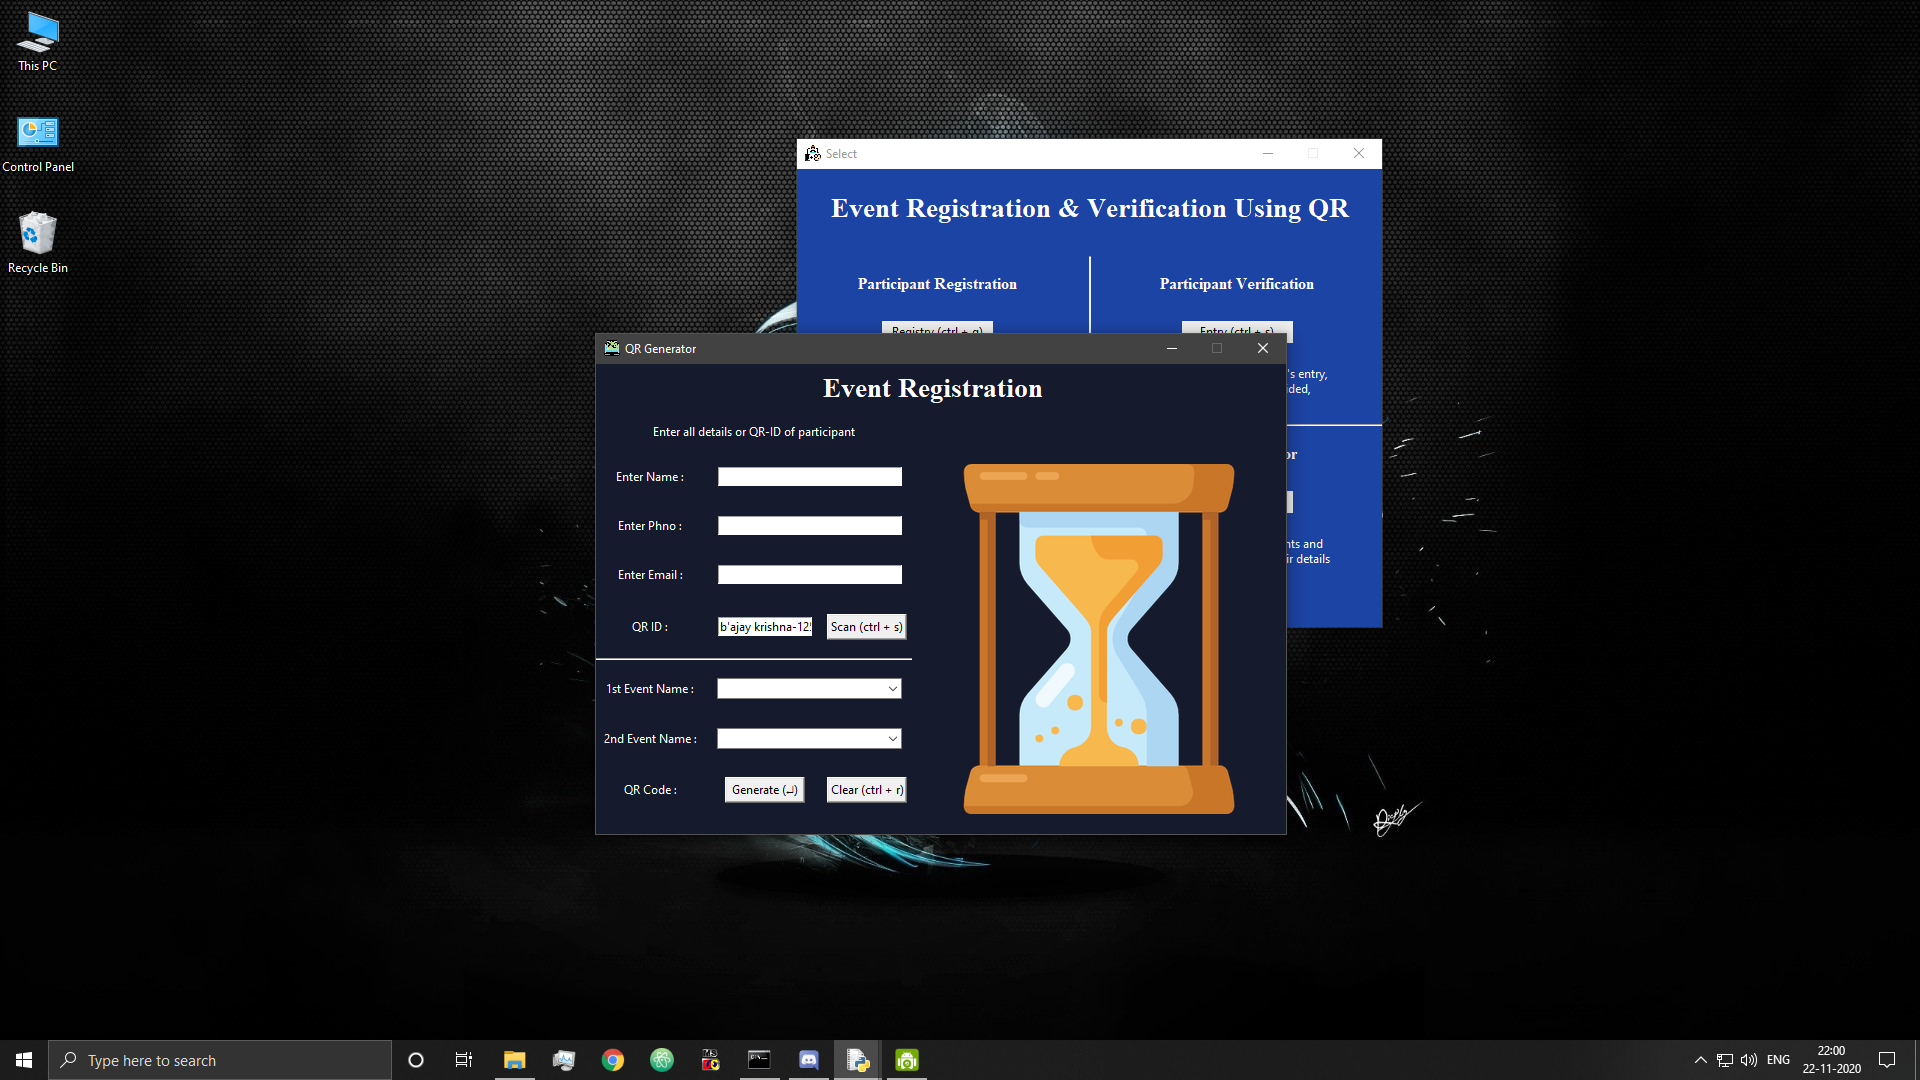 This PC
Control Panel
Recycle Bin
Select
Event Registration & Verification Using QR
Participant Registration
Participant Verification
Registry (ctrl + q)
Entry (ctrl + s)
's entry,
ided,
or
nts and
ir details
QR Generator
Event Registration
Enter all details or QR-ID of participant
Enter Name :
Enter Phno :
Enter Email :
QR ID :
b'ajay krishna-125
Scan (ctrl + s)
1st Event Name :
2nd Event Name :
QR Code :
Generate (↵)
Clear (ctrl + r)
Type here to search
ENG
22:00
22-11-2020